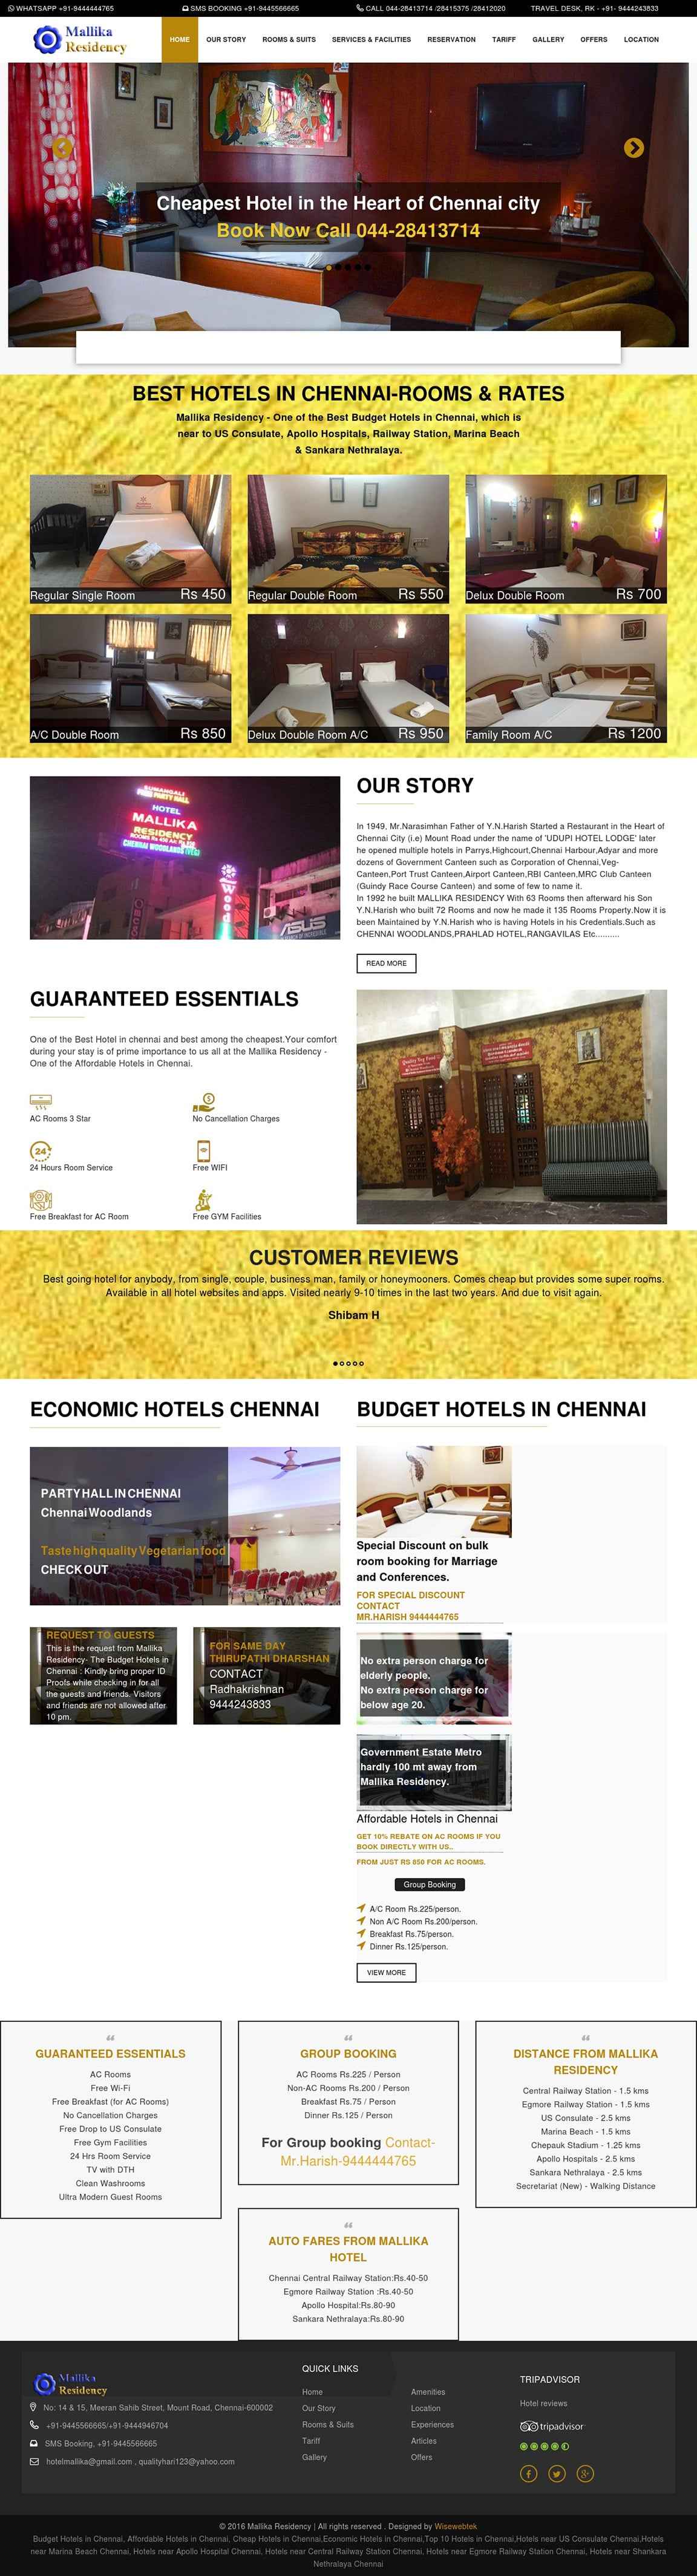 WHATSAPP +91-9444444765
SMS BOOKING +91-9445566665
CALL 044-28413714 /28415375 /28412020
TRAVEL DESK, RK - +91- 9444243833
Mallika
Residency
HOME
OUR STORY
ROOMS & SUITS
SERVICES & FACILITIES
RESERVATION
TARIFF
GALLERY
OFFERS
LOCATION
Cheapest Hotel in the Heart of Chennai city
Book Now Call 044-28413714
BEST HOTELS IN CHENNAI-ROOMS & RATES
Mallika Residency - One of the Best Budget Hotels in Chennai, which is
near to US Consulate, Apollo Hospitals, Railway Station, Marina Beach
& Sankara Nethralaya.
Regular Single Room Rs 450
Regular Double Room Rs 550
Delux Double Room Rs 700
A/C Double Room Rs 850
Delux Double Room A/C Rs 950
Family Room A/C Rs 1200
SUMANGALI
PARTY HALL
HOTEL
MALLIKA
RESIDENCY
CHENNAI WOODLANDS (VEG)
Wood
ASUS
OUR STORY
In 1949, Mr.Narasimhan Father of Y.N.Harish Started a Restaurant in the Heart of
Chennai City (i.e) Mount Road under the name of 'UDUPI HOTEL LODGE' later
he opened multiple hotels in Parrys,Highcourt,Chennai Harbour,Adyar and more
dozens of Government Canteen such as Corporation of Chennai,Veg-
Canteen,Port Trust Canteen,Airport Canteen,RBI Canteen,MRC Club Canteen
(Guindy Race Course Canteen) and some of few to name it.
In 1992 he built MALLIKA RESIDENCY With 63 Rooms then afterward his Son
Y.N.Harish who built 72 Rooms and now he made it 135 Rooms Property.Now it is
been Maintained by Y.N.Harish who is having Hotels in his Credentials.Such as
CHENNAI WOODLANDS,PRAHLAD HOTEL,RANGAVILAS Etc..........
READ MORE
GUARANTEED ESSENTIALS
One of the Best Hotel in chennai and best among the cheapest.Your comfort
during your stay is of prime importance to us all at the Mallika Residency -
One of the Affordable Hotels in Chennai.
AC Rooms 3 Star
No Cancellation Charges
24
24 Hours Room Service
Free WIFI
Free Breakfast for AC Room
Free GYM Facilities
CUSTOMER REVIEWS
Best going hotel for anybody, from single, couple, business man, family or honeymooners. Comes cheap but provides some super rooms.
Available in all hotel websites and apps. Visited nearly 9-10 times in the last two years. And due to visit again.
Shibam H
ECONOMIC HOTELS CHENNAI
PARTY HALL IN CHENNAI
Chennai Woodlands
Taste high quality Vegetarian food
CHECK OUT
REQUEST TO GUESTS
This is the request from Mallika
Residency- The Budget Hotels in
Chennai : Kindly bring proper ID
Proofs while checking in for all
the guests and friends. Visitors
and friends are not allowed after
10 pm.
FOR SAME DAY
THIRUPATHI DHARSHAN
CONTACT
Radhakrishnan
9444243833
BUDGET HOTELS IN CHENNAI
Special Discount on bulk
room booking for Marriage
and Conferences.
FOR SPECIAL DISCOUNT
CONTACT
MR.HARISH 9444444765
No extra person charge for
elderly people.
No extra person charge for
below age 20.
Government Estate Metro
hardly 100 mt away from
Mallika Residency.
Affordable Hotels in Chennai
GET 10% REBATE ON AC ROOMS IF YOU
BOOK DIRECTLY WITH US..
FROM JUST RS 850 FOR AC ROOMS.
Group Booking
A/C Room Rs.225/person.
Non A/C Room Rs.200/person.
Breakfast Rs.75/person.
Dinner Rs.125/person.
VIEW MORE
GUARANTEED ESSENTIALS
AC Rooms
Free Wi-Fi
Free Breakfast (for AC Rooms)
No Cancellation Charges
Free Drop to US Consulate
Free Gym Facilities
24 Hrs Room Service
TV with DTH
Clean Washrooms
Ultra Modern Guest Rooms
GROUP BOOKING
AC Rooms Rs.225 / Person
Non-AC Rooms Rs.200 / Person
Breakfast Rs.75 / Person
Dinner Rs.125 / Person
For Group booking Contact-
Mr.Harish-9444444765
DISTANCE FROM MALLIKA
RESIDENCY
Central Railway Station - 1.5 kms
Egmore Railway Station - 1.5 kms
US Consulate - 2.5 kms
Marina Beach - 1.5 kms
Chepauk Stadium - 1.25 kms
Apollo Hospitals - 2.5 kms
Sankara Nethralaya - 2.5 kms
Secretariat (New) - Walking Distance
AUTO FARES FROM MALLIKA
HOTEL
Chennai Central Railway Station:Rs.40-50
Egmore Railway Station :Rs.40-50
Apollo Hospital:Rs.80-90
Sankara Nethralaya:Rs.80-90
Mallika
Residency
No: 14 & 15, Meeran Sahib Street, Mount Road, Chennai-600002
+91-9445566665/+91-9444946704
SMS Booking, +91-9445566665
hotelmallika@gmail.com , qualityhari123@yahoo.com
QUICK LINKS
Home
Our Story
Rooms & Suits
Tariff
Gallery
Amenities
Location
Experiences
Articles
Offers
TRIPADVISOR
Hotel reviews
tripadvisor
© 2016 Mallika Residency | All rights reserved . Designed by Wisewebtek
Budget Hotels in Chennai, Affordable Hotels in Chennai, Cheap Hotels in Chennai,Economic Hotels in Chennai,Top 10 Hotels in Chennai,Hotels near US Consulate Chennai,Hotels
near Marina Beach Chennai, Hotels near Apollo Hospital Chennai, Hotels near Central Railway Station Chennai, Hotels near Egmore Railway Station Chennai, Hotels near Shankara
Nethralaya Chennai